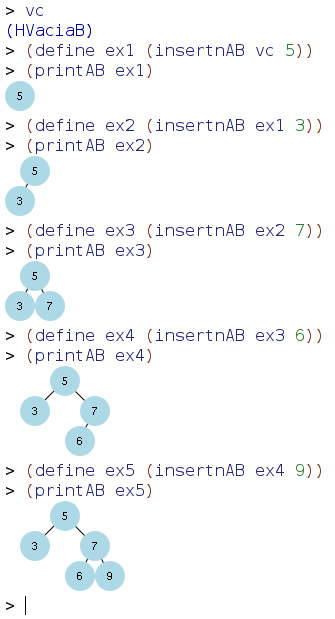 > vc
(HVaciaB)
> (define ex1 (insertnAB vc 5))
> (printAB ex1)
5
> (define ex2 (insertnAB ex1 3))
> (printAB ex2)
5
3
> (define ex3 (insertnAB ex2 7))
> (printAB ex3)
5
3 7
> (define ex4 (insertnAB ex3 6))
> (printAB ex4)
5
3 7
6
> (define ex5 (insertnAB ex4 9))
> (printAB ex5)
5
3 7
6 9
>